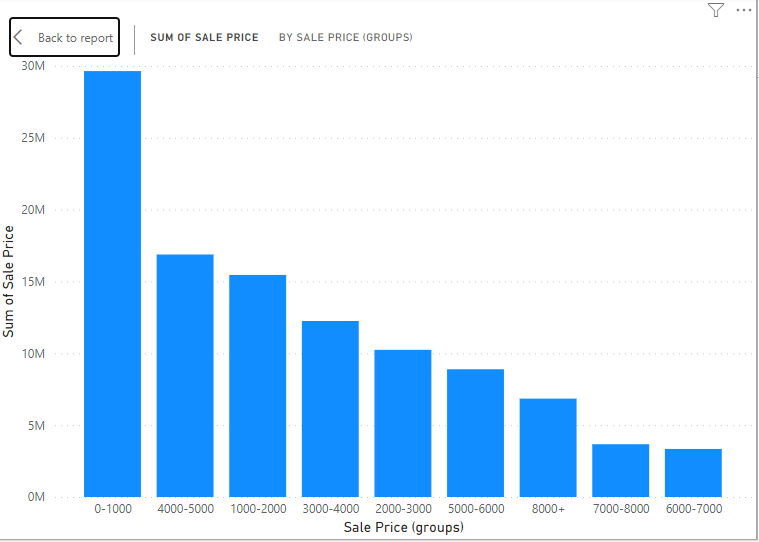 Back to report
SUM OF SALE PRICE BY SALE PRICE (GROUPS)
30M
25M
20M
15M
10M
5M
0M
Sum of Sale Price
0-1000 4000-5000 1000-2000 3000-4000 2000-3000 5000-6000 8000+ 7000-8000 6000-7000
Sale Price (groups)